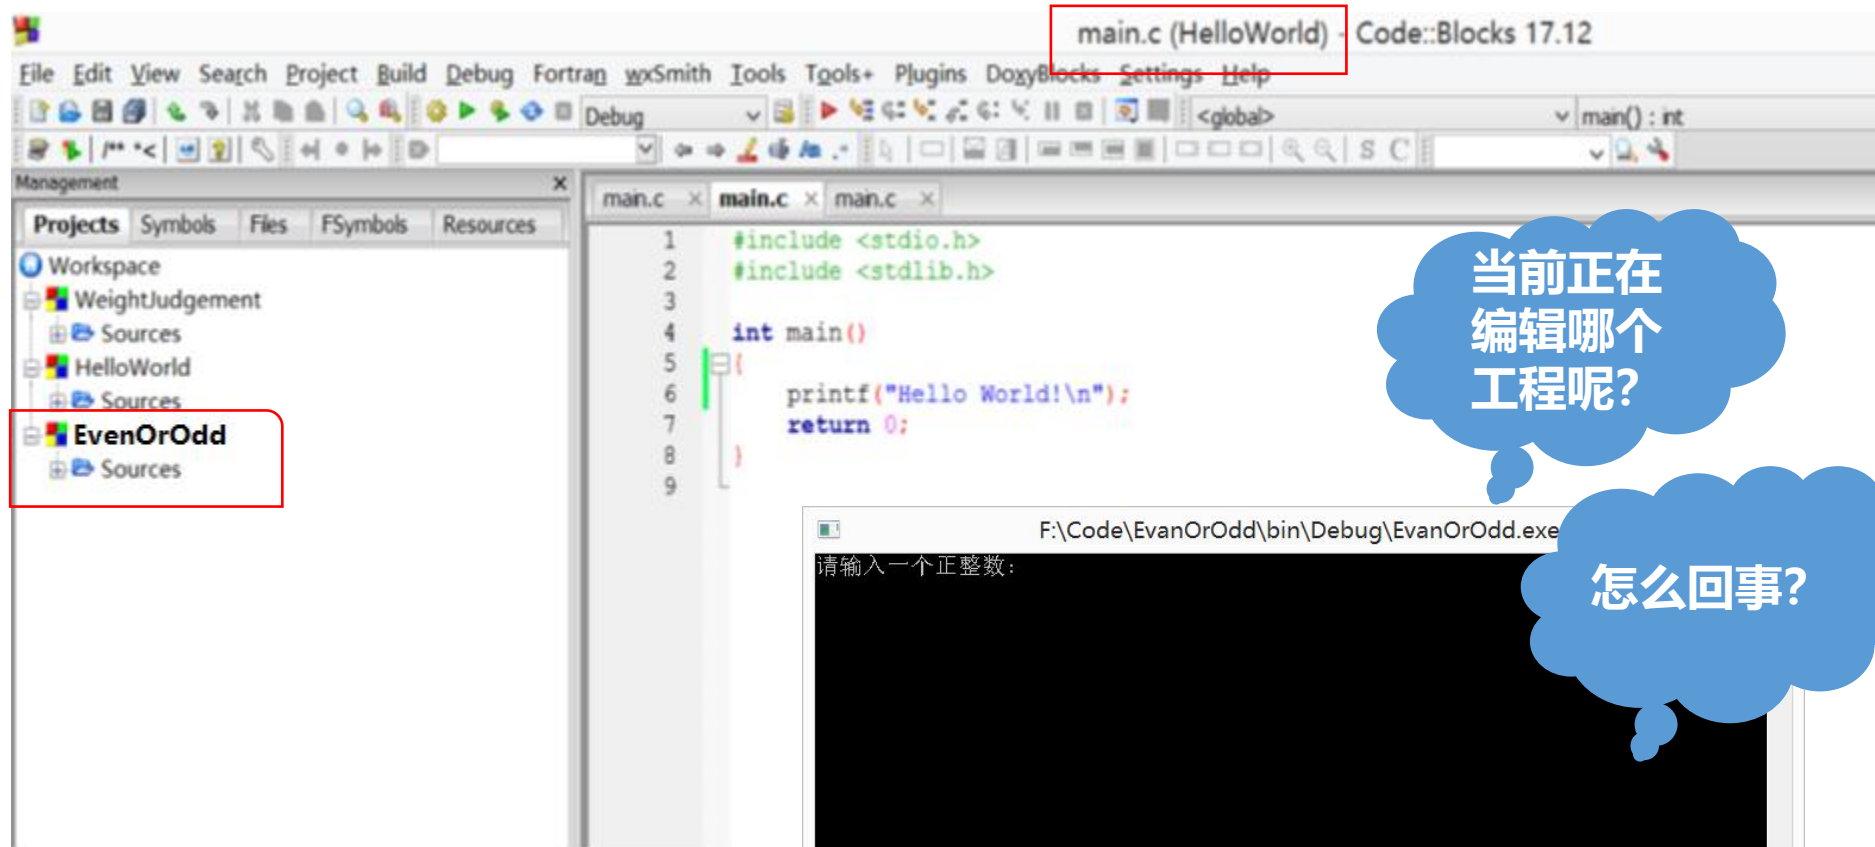 main.c (HelloWorld) - Code::Blocks 17.12
File Edit View Search Project Build Debug Fortran wxSmith Tools Tools+ Plugins DoxyBlocks Settings Help
Debug <global> main() : int
/** *< S C
Management
main.c main.c main.c
Projects Symbols Files FSymbols Resources
Workspace
WeightJudgement
Sources
HelloWorld
Sources
EvenOrOdd
Sources
1 #include <stdio.h>
2 #include <stdlib.h>
3
4 int main()
5 {
6 printf("Hello World!\n");
7 return 0;
8 }
9
当前正在
编辑哪个
工程呢?
F:\Code\EvanOrOdd\bin\Debug\EvanOrOdd.exe
请输入一个正整数:
怎么回事?